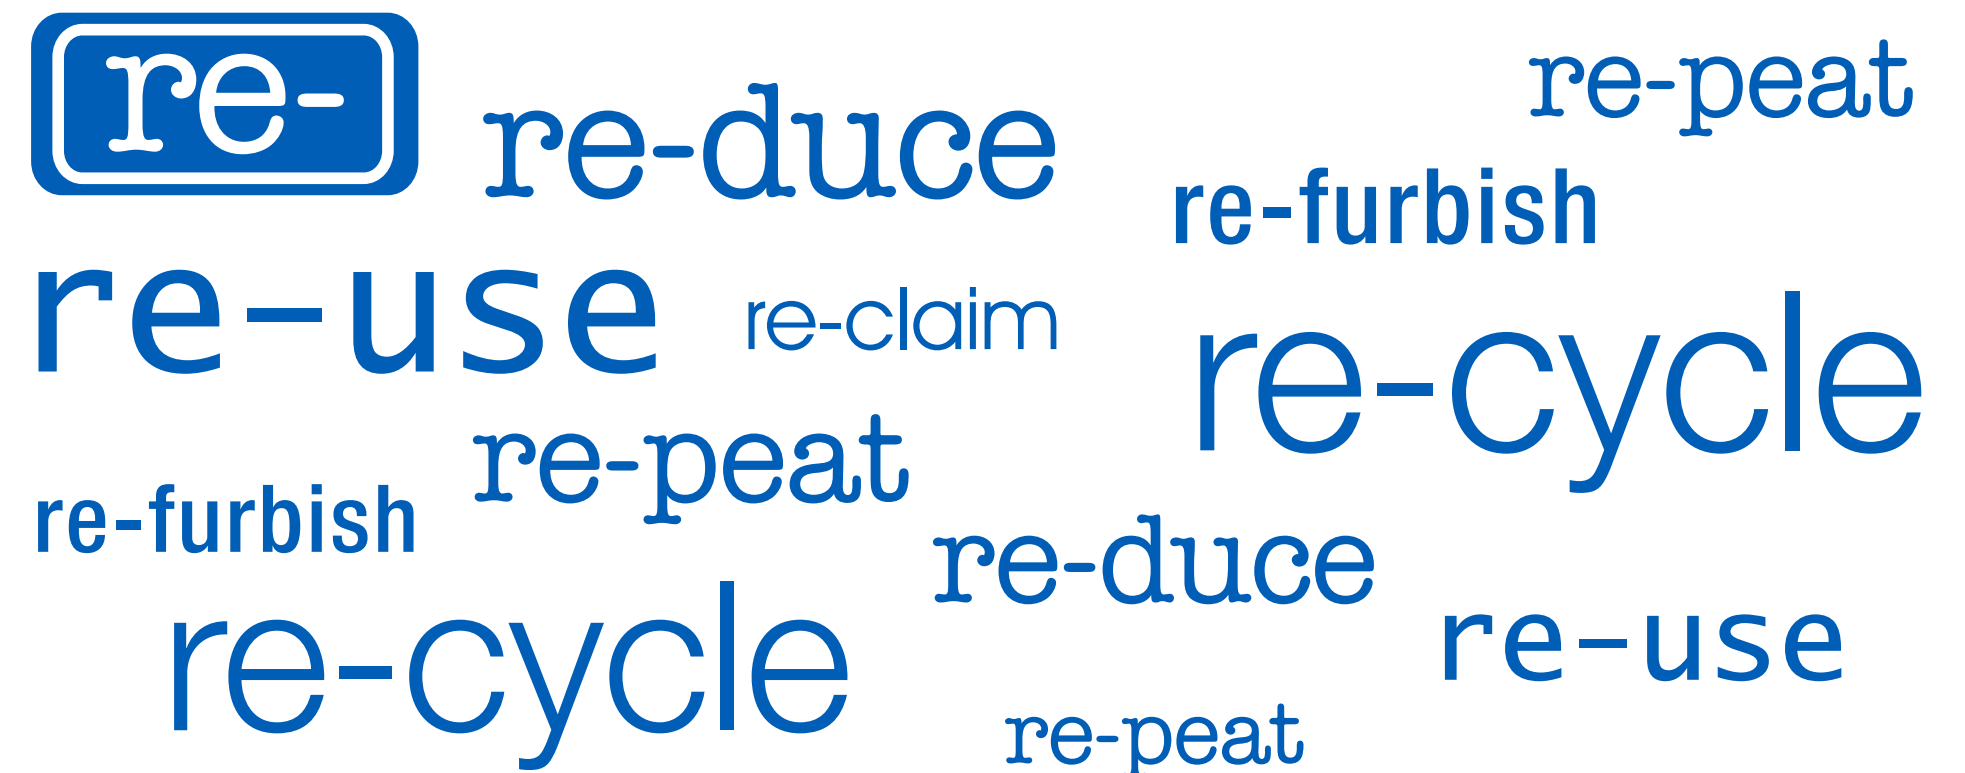 re-
re-duce
re-peat
re-furbish
re-use
re-claim
re-cycle
re-peat
re-furbish
re-duce
re-cycle
re-use
re-peat